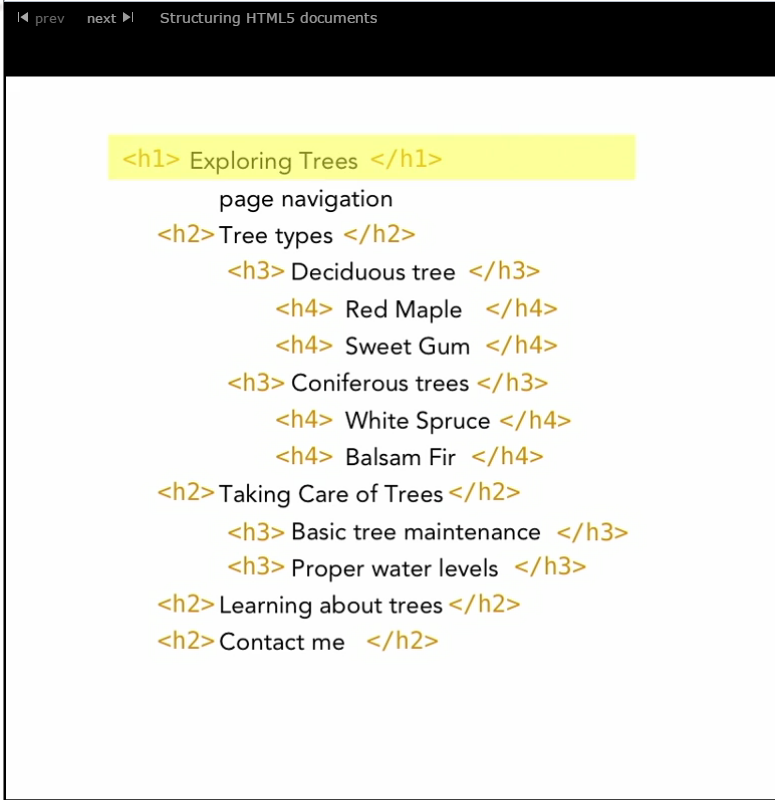 prev next Structuring HTML5 documents
<h1> Exploring Trees </h1>
page navigation
<h2> Tree types </h2>
<h3> Deciduous tree </h3>
<h4> Red Maple </h4>
<h4> Sweet Gum </h4>
<h3> Coniferous trees </h3>
<h4> White Spruce </h4>
<h4> Balsam Fir </h4>
<h2> Taking Care of Trees </h2>
<h3> Basic tree maintenance </h3>
<h3> Proper water levels </h3>
<h2> Learning about trees </h2>
<h2> Contact me </h2>